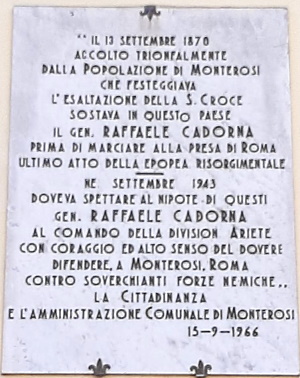 “ IL 13 SETTEMBRE 1870
ACCOLTO TRIONFALMENTE
DALLA POPOLAZIONE DI MONTEROSI
CHE FESTEGGIAVA
L'ESALTAZIONE DELLA S. CROCE
SOSTAVA IN QUESTO PAESE
IL GEN. RAFFAELE CADORNA
PRIMA DI MARCIARE ALLA PRESA DI ROMA
ULTIMO ATTO DELLA EPOPEA RISORGIMENTALE
NE SETTEMBRE 1943
DOVEVA SPETTARE AL NIPOTE DI QUESTI
GEN. RAFFAELE CADORNA
AL COMANDO DELLA DIVISION ARIETE
CON CORAGGIO ED ALTO SENSO DEL DOVERE
DIFENDERE, A MONTEROSI, ROMA
CONTRO SOVERCHIANTI FORZE NEMICHE,,
LA CITTADINANZA
E L'AMMINISTRAZIONE COMUNALE DI MONTEROSI
15-9-1966